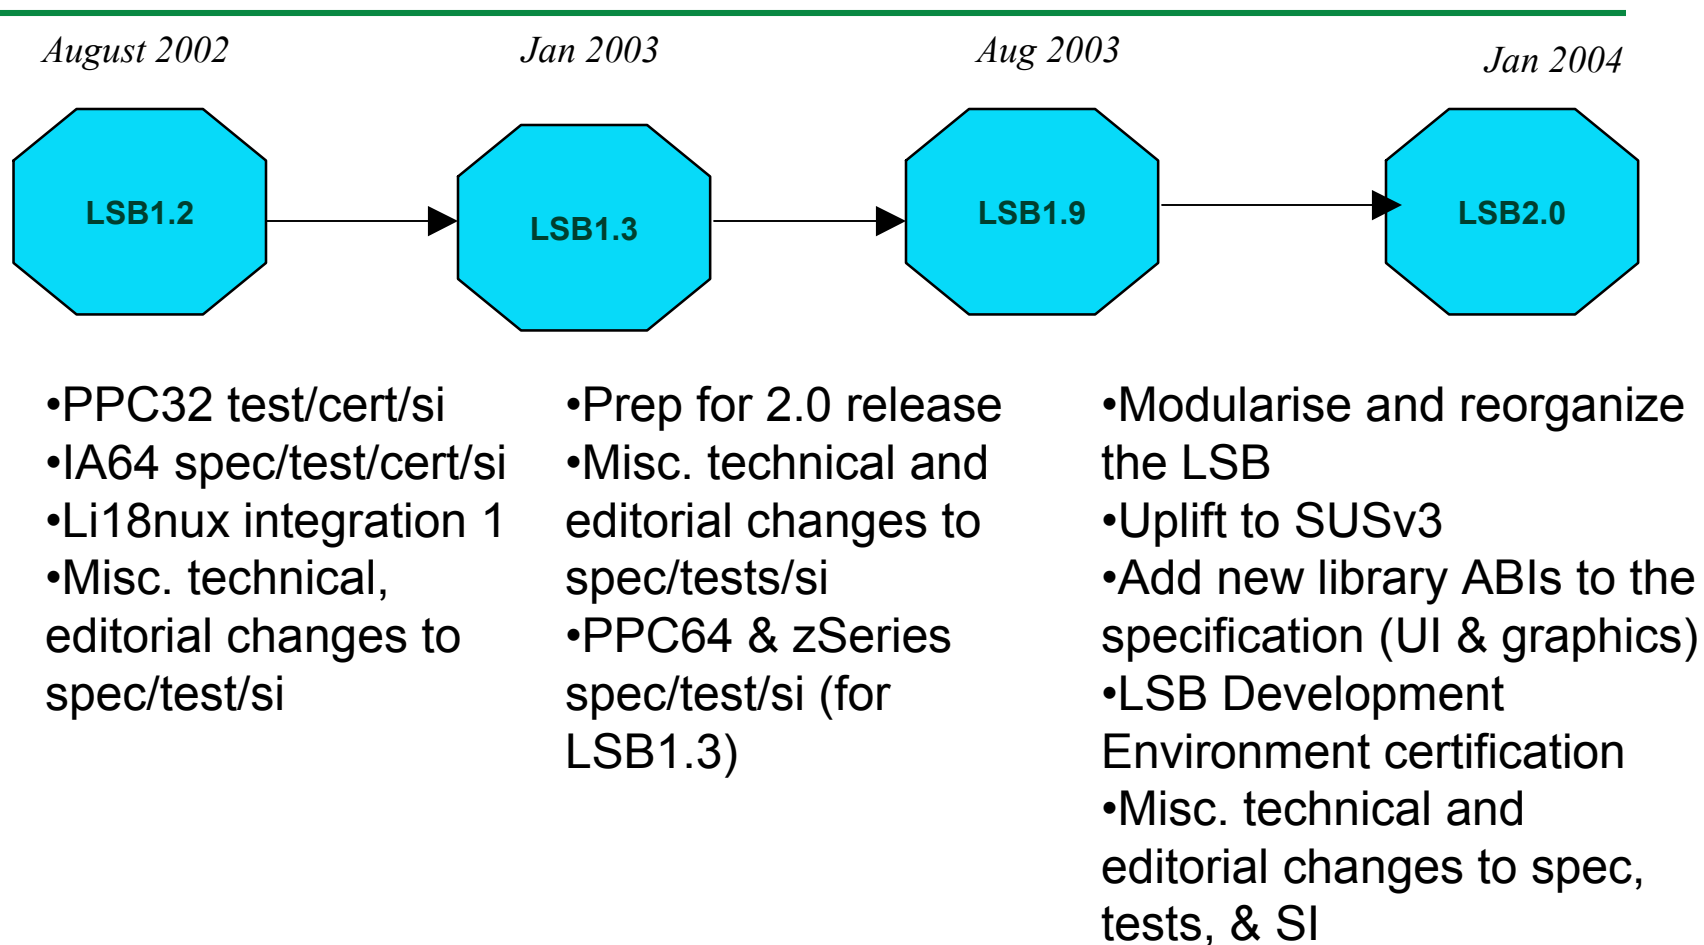 August 2002
Jan 2003
Aug 2003
Jan 2004
LSB1.2
LSB1.3
LSB1.9
LSB2.0
•PPC32 test/cert/si
•IA64 spec/test/cert/si
•Li18nux integration 1
•Misc. technical,
editorial changes to
spec/test/si
•Prep for 2.0 release
•Misc. technical and
editorial changes to
spec/tests/si
•PPC64 & zSeries
spec/test/si (for
LSB1.3)
•Modularise and reorganize
the LSB
•Uplift to SUSv3
•Add new library ABIs to the
specification (UI & graphics)
•LSB Development
Environment certification
•Misc. technical and
editorial changes to spec,
tests, & SI